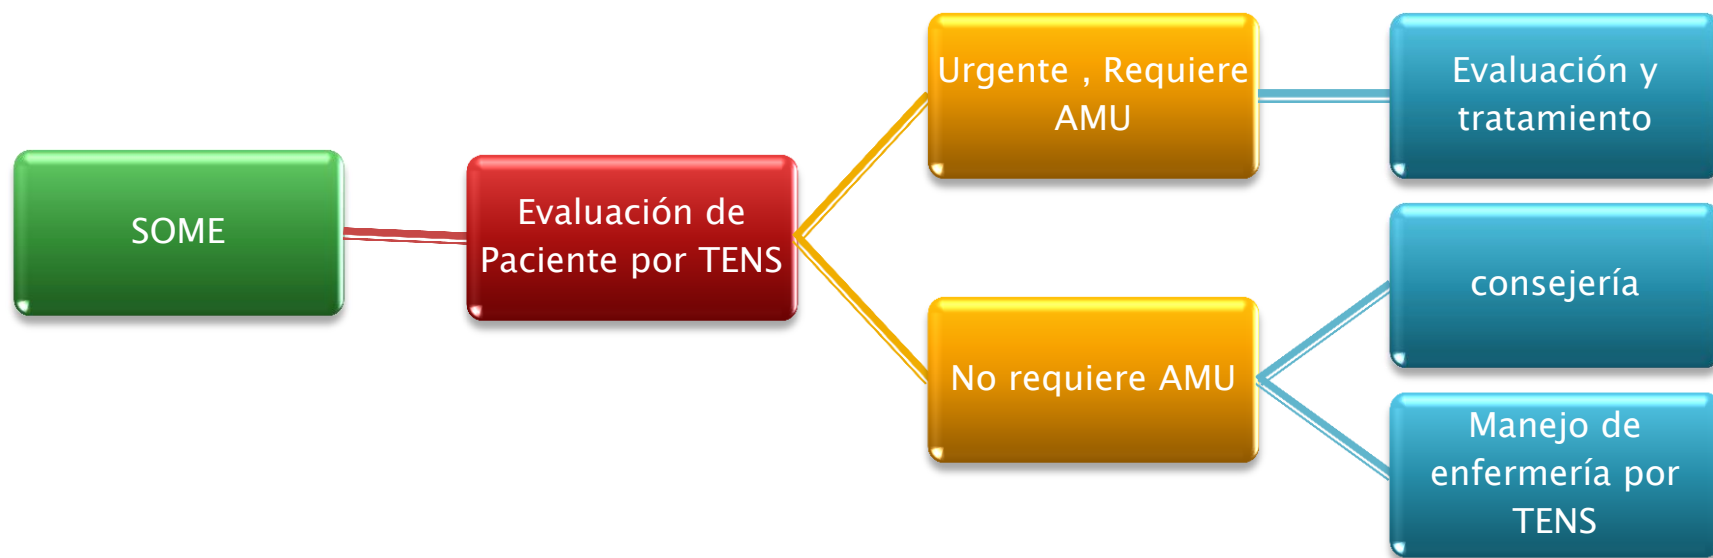 SOME
Evaluación de
Paciente por TENS
Urgente , Requiere
AMU
No requiere AMU
Evaluación y
tratamiento
consejería
Manejo de
enfermería por
TENS